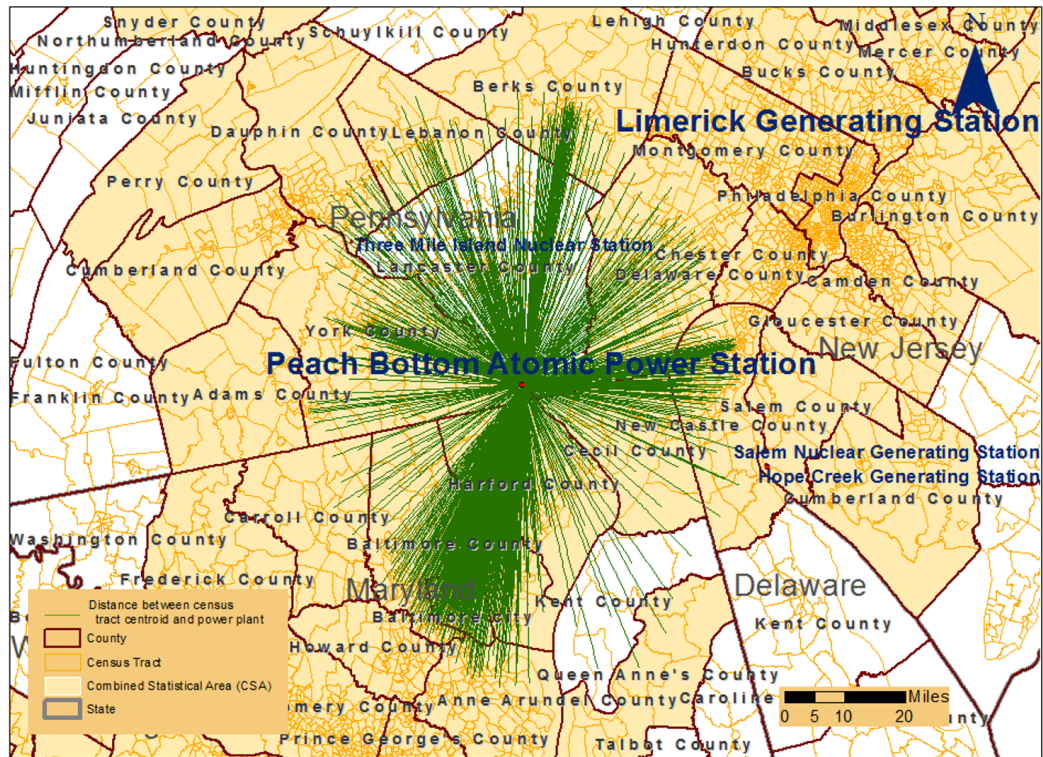 Snyder County
Lehigh County
Middlesex County
N
Northumberland County
Schuylkill County
Hunterdon County
Mercer County
Huntingdon County
Bucks County
Mifflin County
Berks County
Juniata County
Limerick Generating Station
Dauphin County
Lebanon County
Montgomery County
Perry County
Philadelphia County
Pennsylvania
Burlington County
Three Mile Island Nuclear Station
Chester County
Cumberland County
Lancaster County
Delaware County
Camden County
York County
Gloucester County
New Jersey
Fulton County
Peach Bottom Atomic Power Station
Franklin County
Adams County
Salem County
New Castle County
Cecil County
Salem Nuclear Generating Station
Hope Creek Generating Station
Harford County
Cumberland County
Carroll County
Washington County
Baltimore County
Frederick County
Maryland
Delaware
Kent County
Baltimore city
Kent County
Distance between census
tract centroid and power plant
County
Census Tract
Combined Statistical Area (CSA)
State
Howard County
Queen Anne's County
omery County
Anne Arundel County
Caroline
Miles
0 5 10 20
unty
Prince George's County
Talbot County